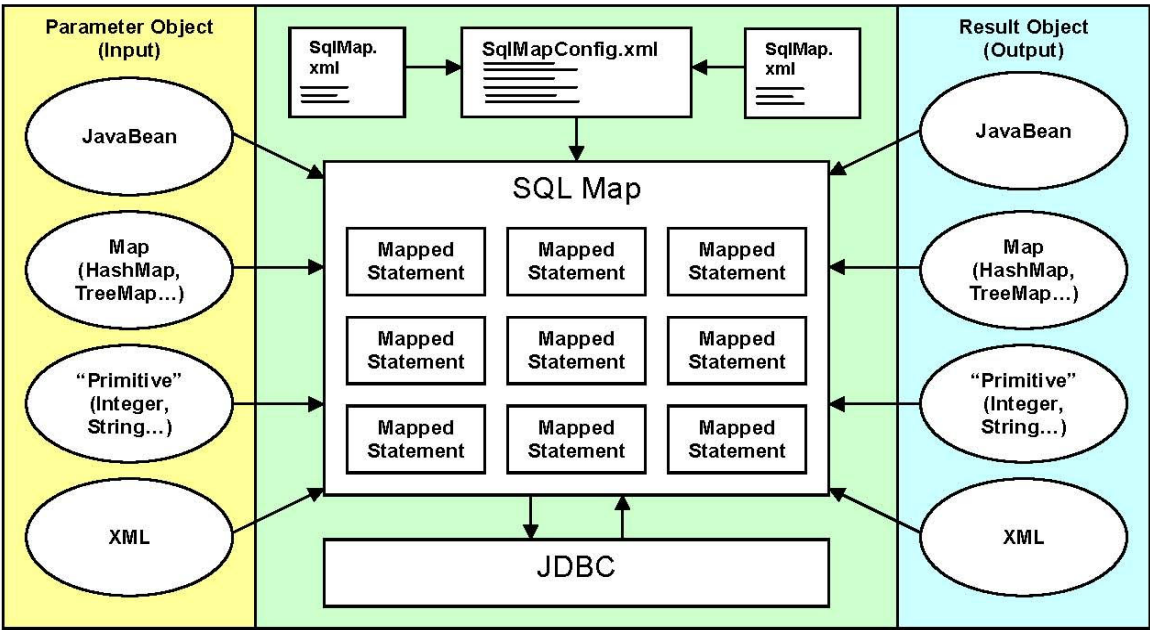 Parameter Object
(Input)
JavaBean
Map
(HashMap,
TreeMap…)
“Primitive”
(Integer,
String…)
XML
SqlMap.
xml
SqlMapConfig.xml
SqlMap.
xml
SQL Map
Mapped
Statement
Mapped
Statement
Mapped
Statement
Mapped
Statement
Mapped
Statement
Mapped
Statement
Mapped
Statement
Mapped
Statement
Mapped
Statement
JDBC
Result Object
(Output)
JavaBean
Map
(HashMap,
TreeMap…)
“Primitive”
(Integer,
String…)
XML